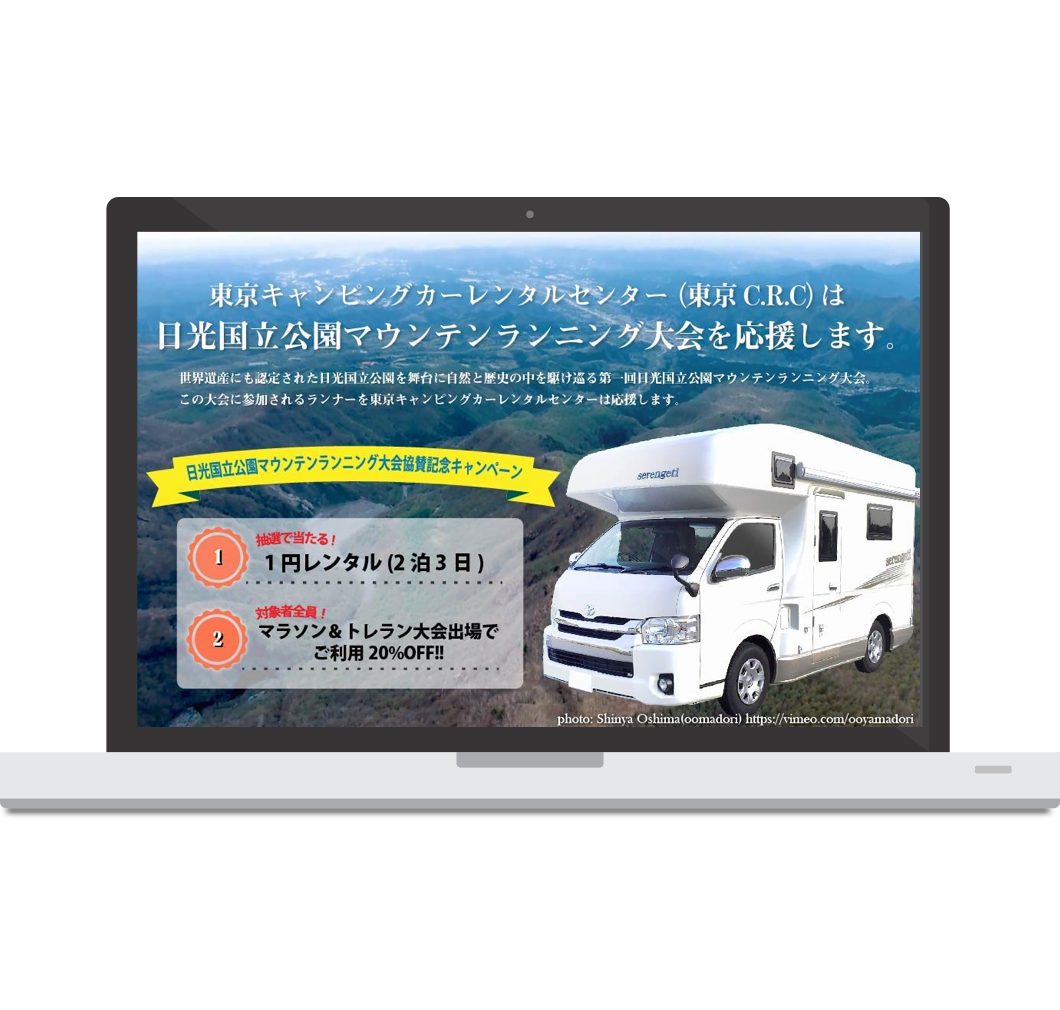 東京キャンピングカーレンタルセンター(東京 C.R.C)は
日光国立公園マウンテンランニング大会を応援します。
世界遺産にも認定された日光国立公園を舞台に自然と歴史の中を駆け巡る第一回日光国立公園マウンテンランニング大会。
この大会に参加されるランナーを東京キャンピングカーレンタルセンターは応援します。
日光国立公園マウンテンランニング大会協賛記念キャンペーン
1
抽選で当たる!
1円レンタル(2泊3日)
2
対象者全員!
マラソン&トレラン大会出場で
ご利用 20%OFF!!
serengeti
serengeti
photo: Shinya Oshima(oomadori) https://vimeo.com/ooyamadori